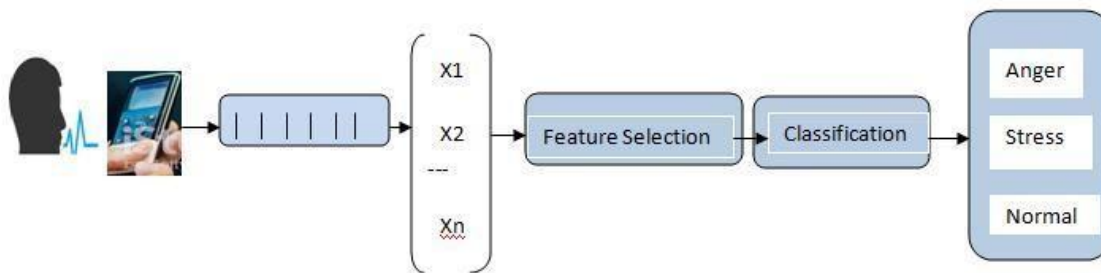 X1
X2
---
Xn
Feature Selection
Classification
Anger
Stress
Normal